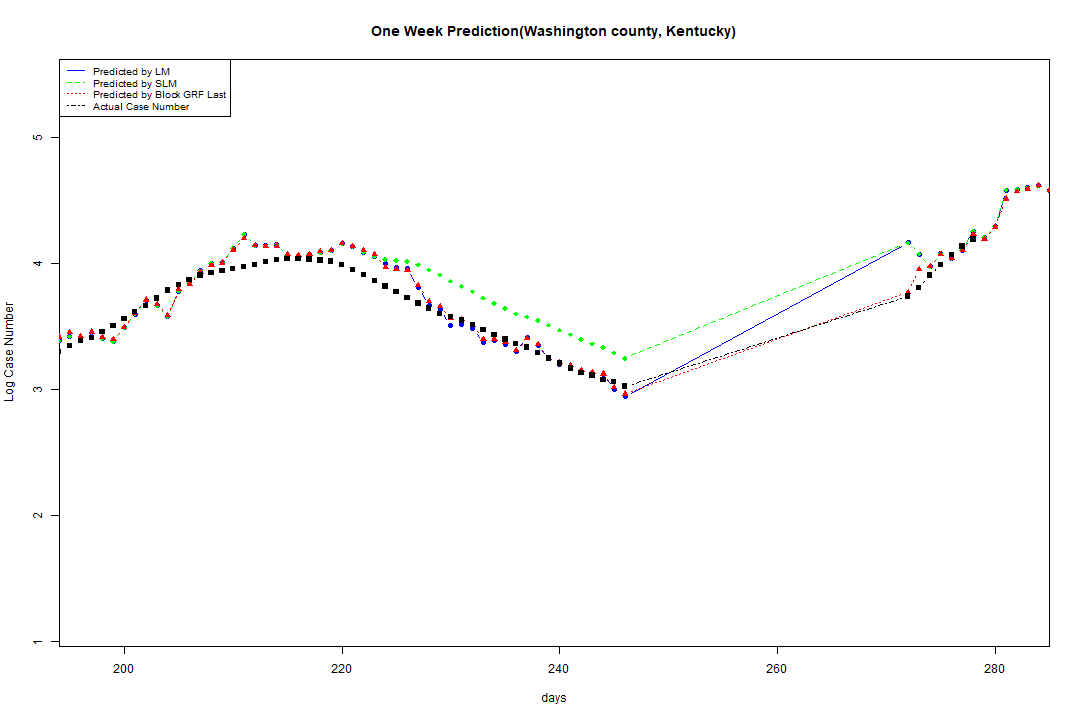 One Week Prediction(Washington county, Kentucky)
Predicted by LM
Predicted by SLM
Predicted by Block GRF Last
Actual Case Number
5
4
3
2
1
Log Case Number
200 220 240 260 280
days